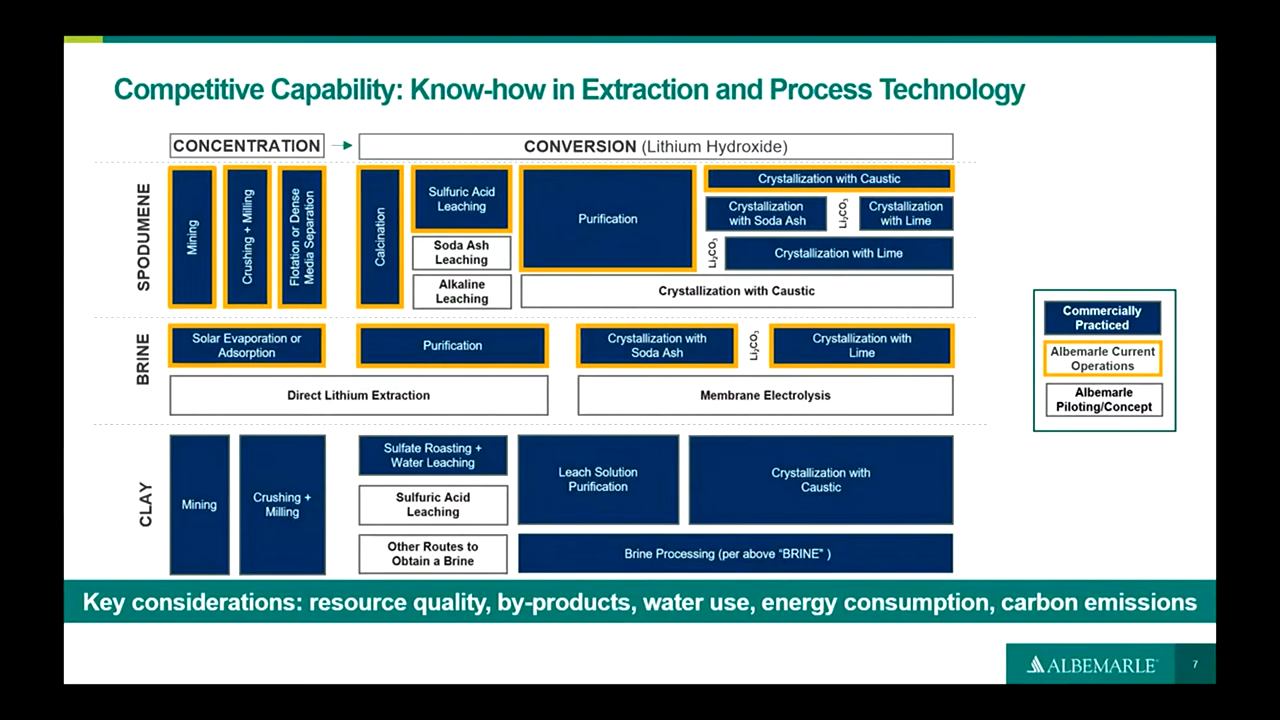 Competitive Capability: Know-how in Extraction and Process Technology
CONCENTRATION
CONVERSION (Lithium Hydroxide)
SPODUMENE
Mining
Crushing + Milling
Flotation or Dense
Media Separation
Calcination
Sulfuric Acid
Leaching
Soda Ash
Leaching
Alkaline
Leaching
Purification
Crystallization with Caustic
Crystallization
with Soda Ash
Li₂CO₃
Crystallization
with Lime
Li₂CO₃
Crystallization with Lime
Crystallization with Caustic
BRINE
Solar Evaporation or
Adsorption
Purification
Crystallization with
Soda Ash
Li₂CO₃
Crystallization with
Lime
Direct Lithium Extraction
Membrane Electrolysis
CLAY
Mining
Crushing +
Milling
Sulfate Roasting +
Water Leaching
Sulfuric Acid
Leaching
Other Routes to
Obtain a Brine
Leach Solution
Purification
Crystallization with
Caustic
Brine Processing (per above “BRINE” )
Commercially
Practiced
Albemarle Current
Operations
Albemarle
Piloting/Concept
Key considerations: resource quality, by-products, water use, energy consumption, carbon emissions
ALBEMARLE
7